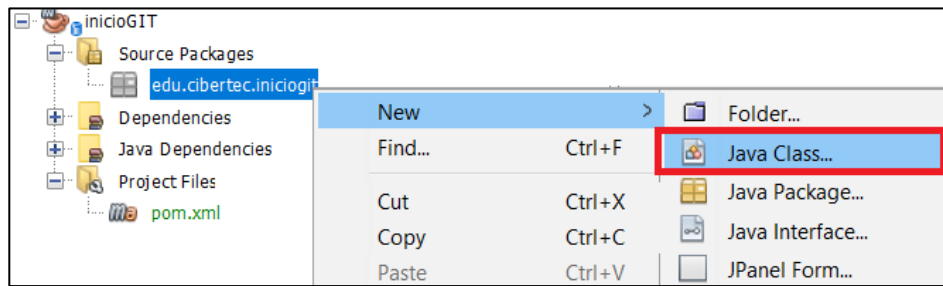 inicioGIT
Source Packages
edu.cibertec.iniciogit
Dependencies
Java Dependencies
Project Files
pom.xml
New >
Find... Ctrl+F
Cut Ctrl+X
Copy Ctrl+C
Paste Ctrl+V
Folder...
Java Class...
Java Package...
Java Interface...
JPanel Form...